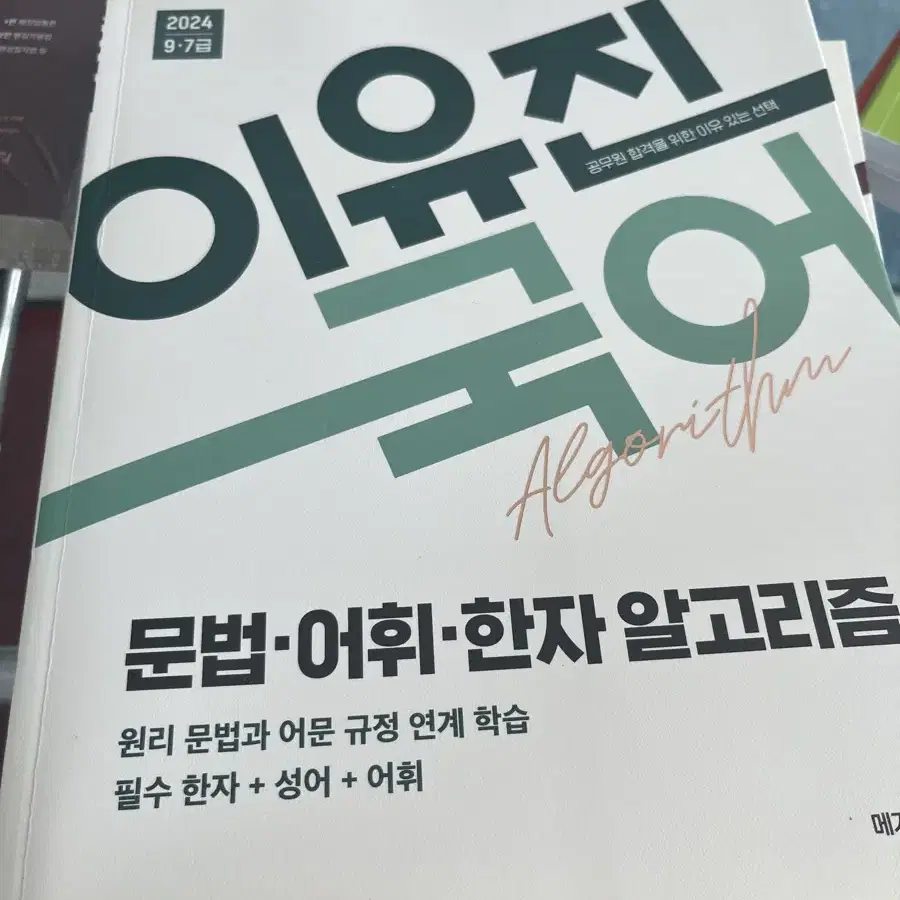 2024
9·7급
이유진
공무원 합격을 위한 이유 있는 선택
국어
Algorithm
문법·어휘·한자 알고리즘
원리 문법과 어문 규정 연계 학습
필수 한자 + 성어 + 어휘